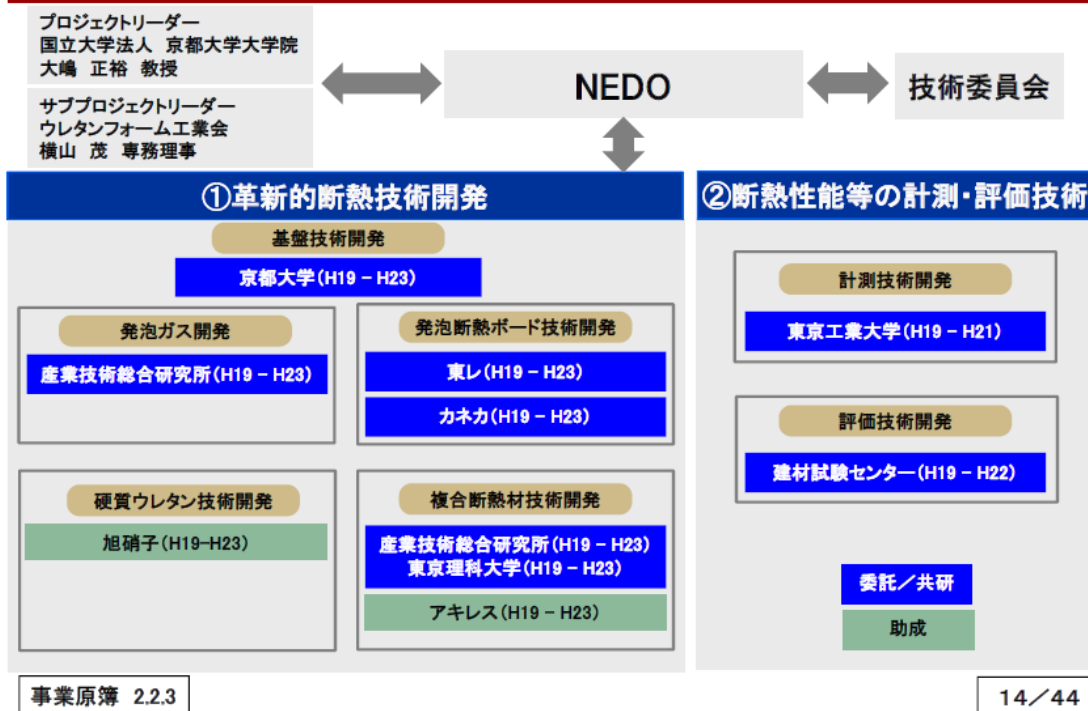 プロジェクトリーダー
国立大学法人 京都大学大学院
大嶋 正裕 教授
サブプロジェクトリーダー
ウレタンフォーム工業会
横山 茂 専務理事
NEDO
技術委員会
①革新的断熱技術開発
基盤技術開発
京都大学(H19 - H23)
発泡ガス開発
産業技術総合研究所(H19 - H23)
発泡断熱ボード技術開発
東レ(H19 - H23)
カネカ(H19 - H23)
硬質ウレタン技術開発
旭硝子(H19-H23)
複合断熱材技術開発
産業技術総合研究所(H19 - H23)
東京理科大学(H19 - H23)
アキレス(H19 - H23)
②断熱性能等の計測・評価技術
計測技術開発
東京工業大学(H19 - H21)
評価技術開発
建材試験センター(H19 - H22)
委託/共研
助成
事業原簿 2.2.3
14/44